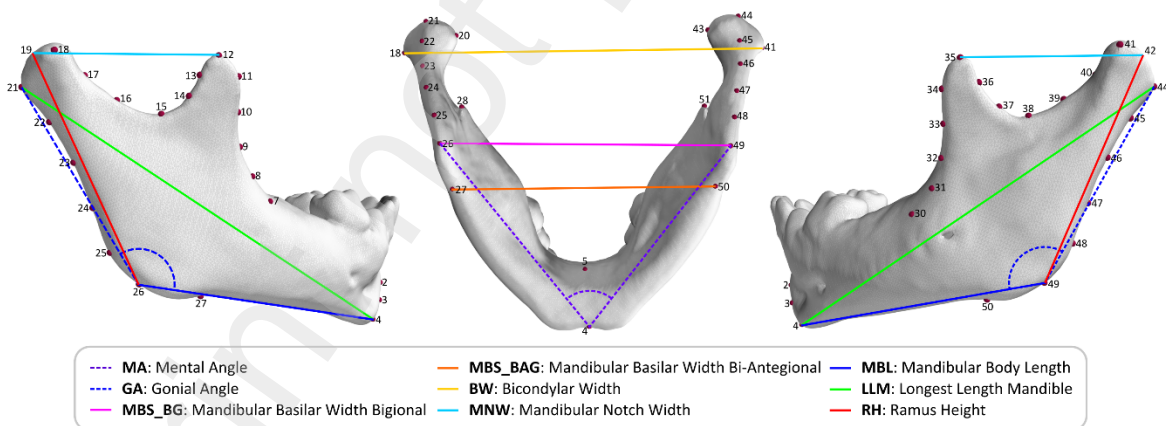 19 18 12
17 13 11
21 16 14
15 10
22
9
23 8
7
24
25
26 2
27 3
4
21 44
20 43
22 45
18 41
23 46
24 47
28 51
25 48
26 49
27 50
5
4
41
35 42
36 40
34 37 39 44
38
33 45
32 46
31
30 47
48
2 49
3 50
4
MA: Mental Angle
GA: Gonial Angle
MBS_BG: Mandibular Basilar Width Bigional
MBS_BAG: Mandibular Basilar Width Bi-Antegional
BW: Bicondylar Width
MNW: Mandibular Notch Width
MBL: Mandibular Body Length
LLM: Longest Length Mandible
RH: Ramus Height